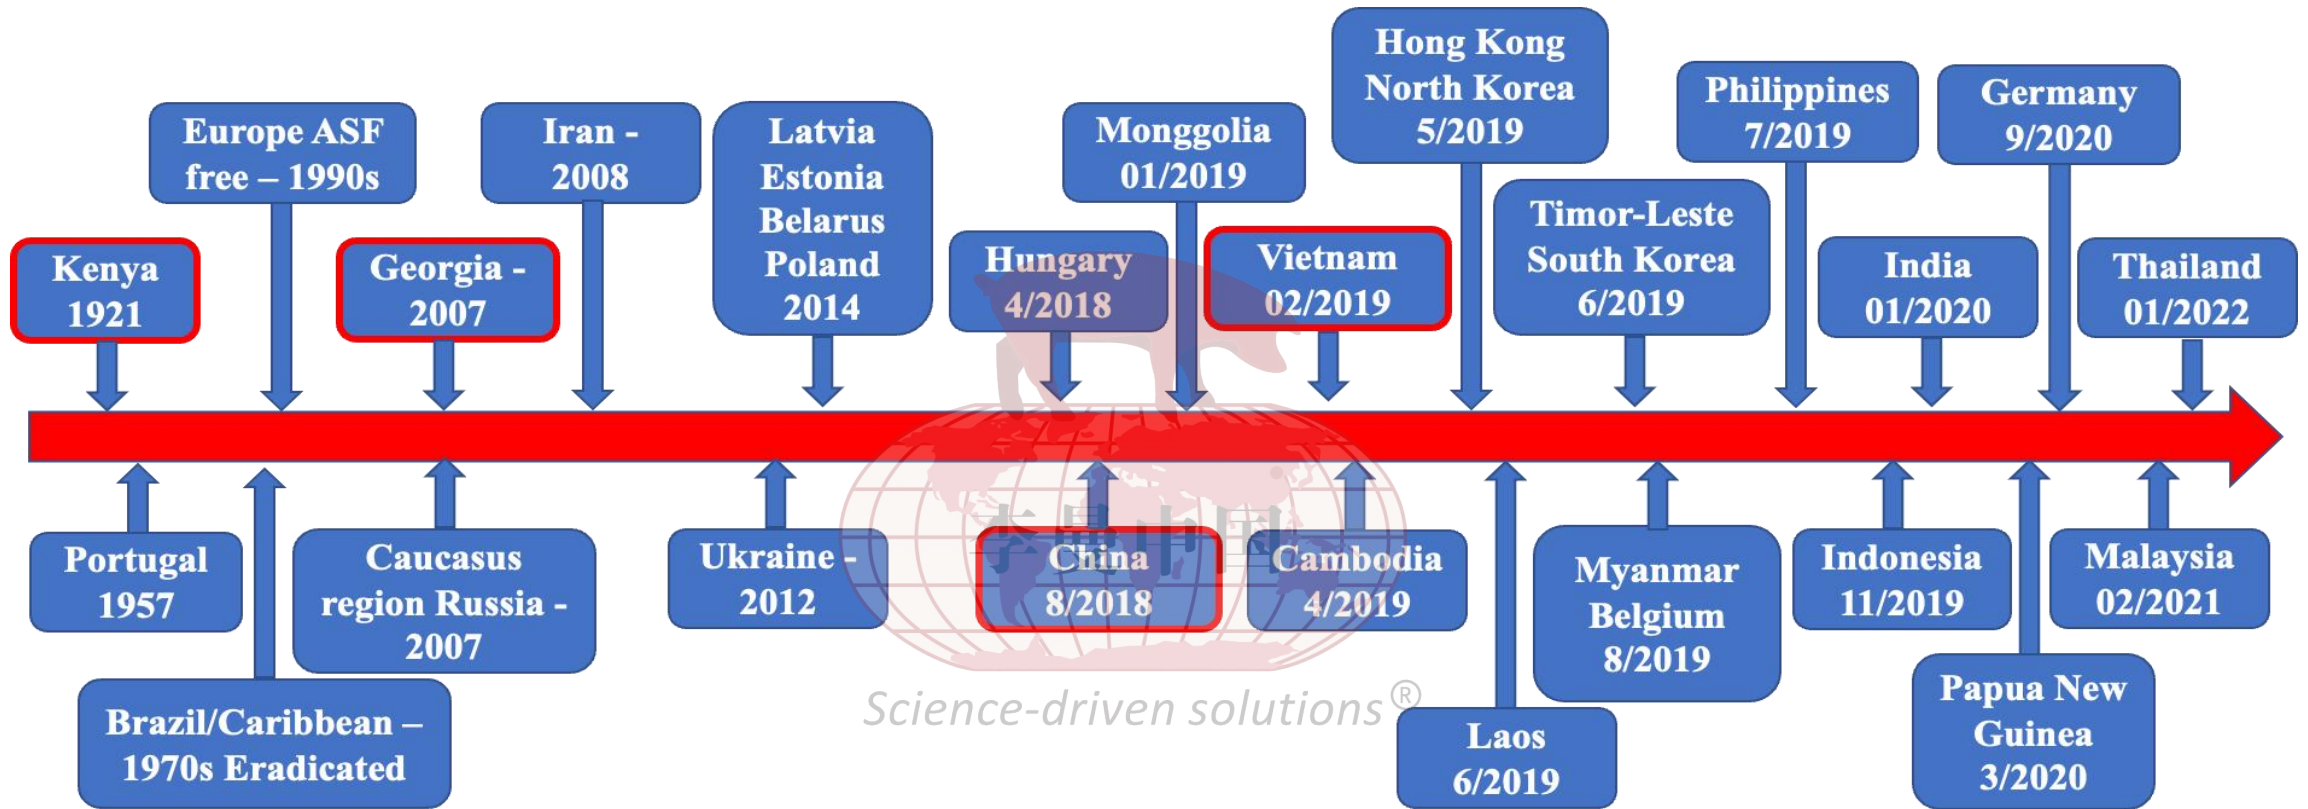 Kenya
1921
Europe ASF
free – 1990s
Georgia -
2007
Iran -
2008
Latvia
Estonia
Belarus
Poland
2014
Hungary
4/2018
Monggolia
01/2019
Vietnam
02/2019
Hong Kong
North Korea
5/2019
Timor-Leste
South Korea
6/2019
Philippines
7/2019
India
01/2020
Germany
9/2020
Thailand
01/2022
Portugal
1957
Brazil/Caribbean –
1970s Eradicated
Caucasus
region Russia -
2007
Ukraine -
2012
China
8/2018
Cambodia
4/2019
Laos
6/2019
Myanmar
Belgium
8/2019
Indonesia
11/2019
Papua New
Guinea
3/2020
Malaysia
02/2021
李曼中国
Science-driven solutions®